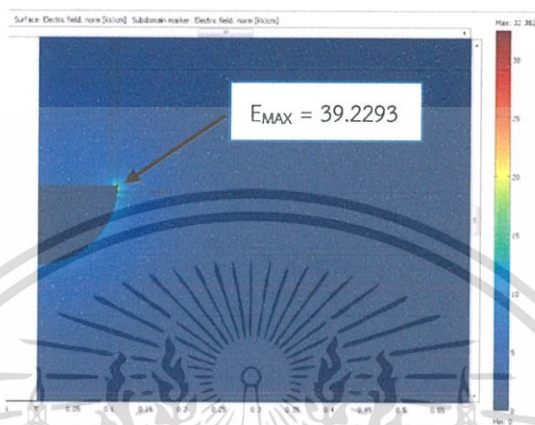 Surface: Electric field, norm [kV/cm] Subdomain marker: Electric field, norm [kV/cm]
Max: 32.382
E_MAX = 39.2293
30
25
20
15
10
5
0
0 0.05 0.1 0.15 0.2 0.25 0.3 0.35 0.4 0.45 0.5 0.55
Min: 0